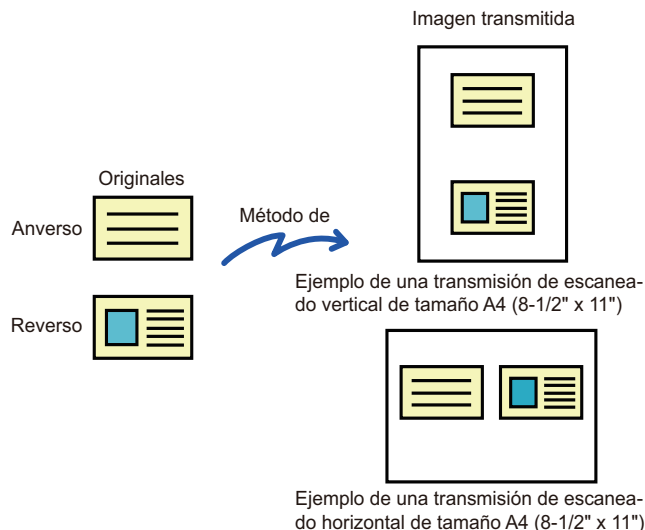 Imagen transmitida
Originales
Anverso
Método de
Reverso
Ejemplo de una transmisión de escanea-
do vertical de tamaño A4 (8-1/2" x 11")
Ejemplo de una transmisión de escanea-
do horizontal de tamaño A4 (8-1/2" x 11")